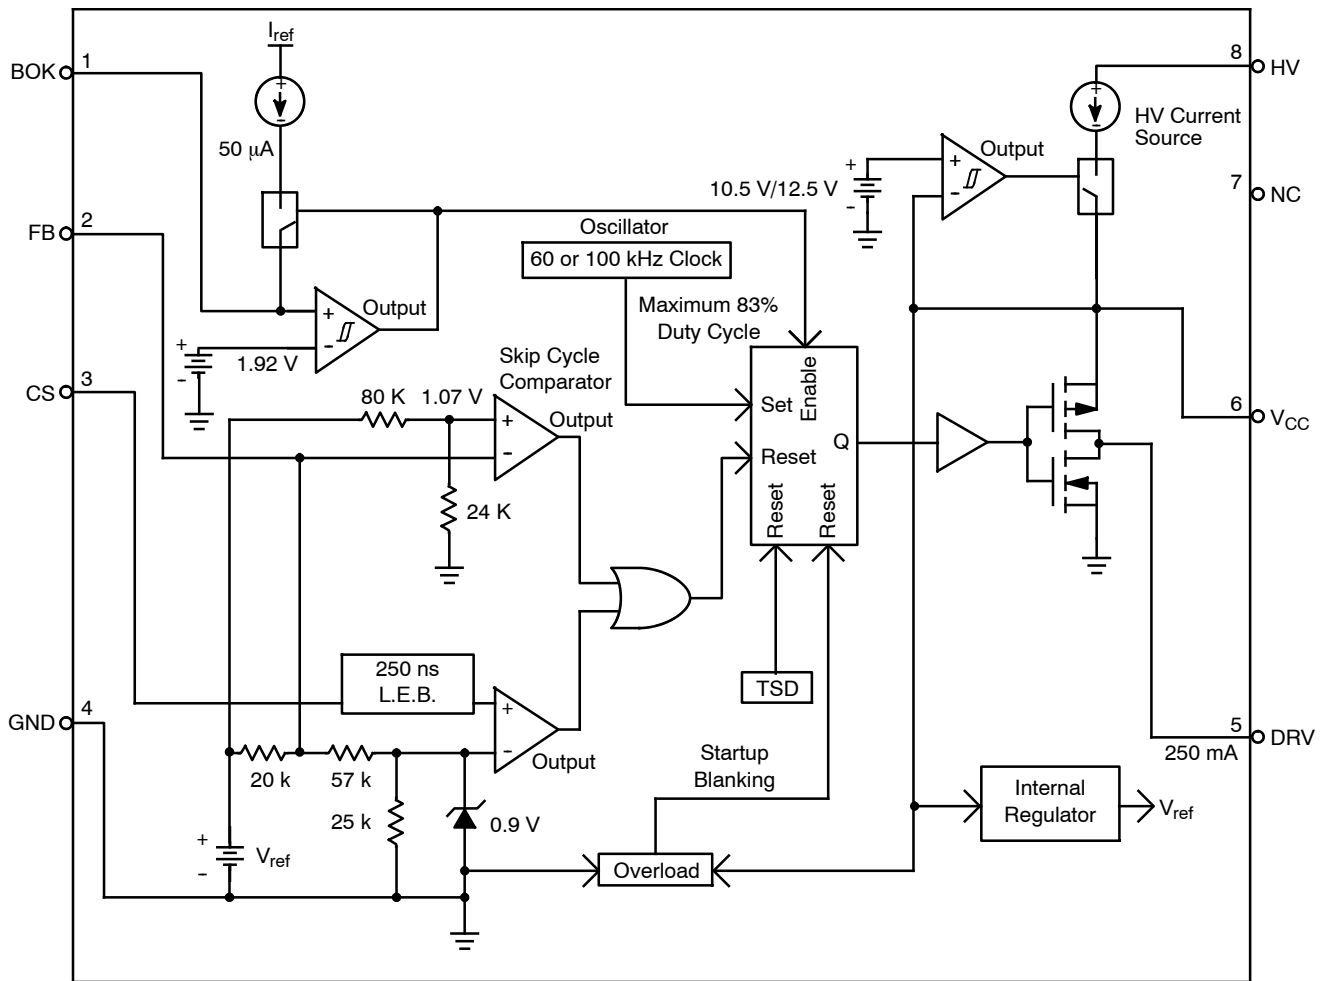 I_ref
BOK 1
8 HV
50 μA
HV Current
Source
Output
10.5 V/12.5 V
7 NC
FB 2
Oscillator
60 or 100 kHz Clock
Maximum 83%
Duty Cycle
Output
1.92 V
CS 3
Skip Cycle
Comparator
80 K 1.07 V
Output
Enable
Set
Reset
Q
Reset
Reset
6 V_CC
24 K
250 ns
L.E.B.
TSD
GND 4
Output
5 DRV
250 mA
20 k
57 k
Startup
Blanking
25 k
0.9 V
Internal
Regulator
V_ref
V_ref
Overload